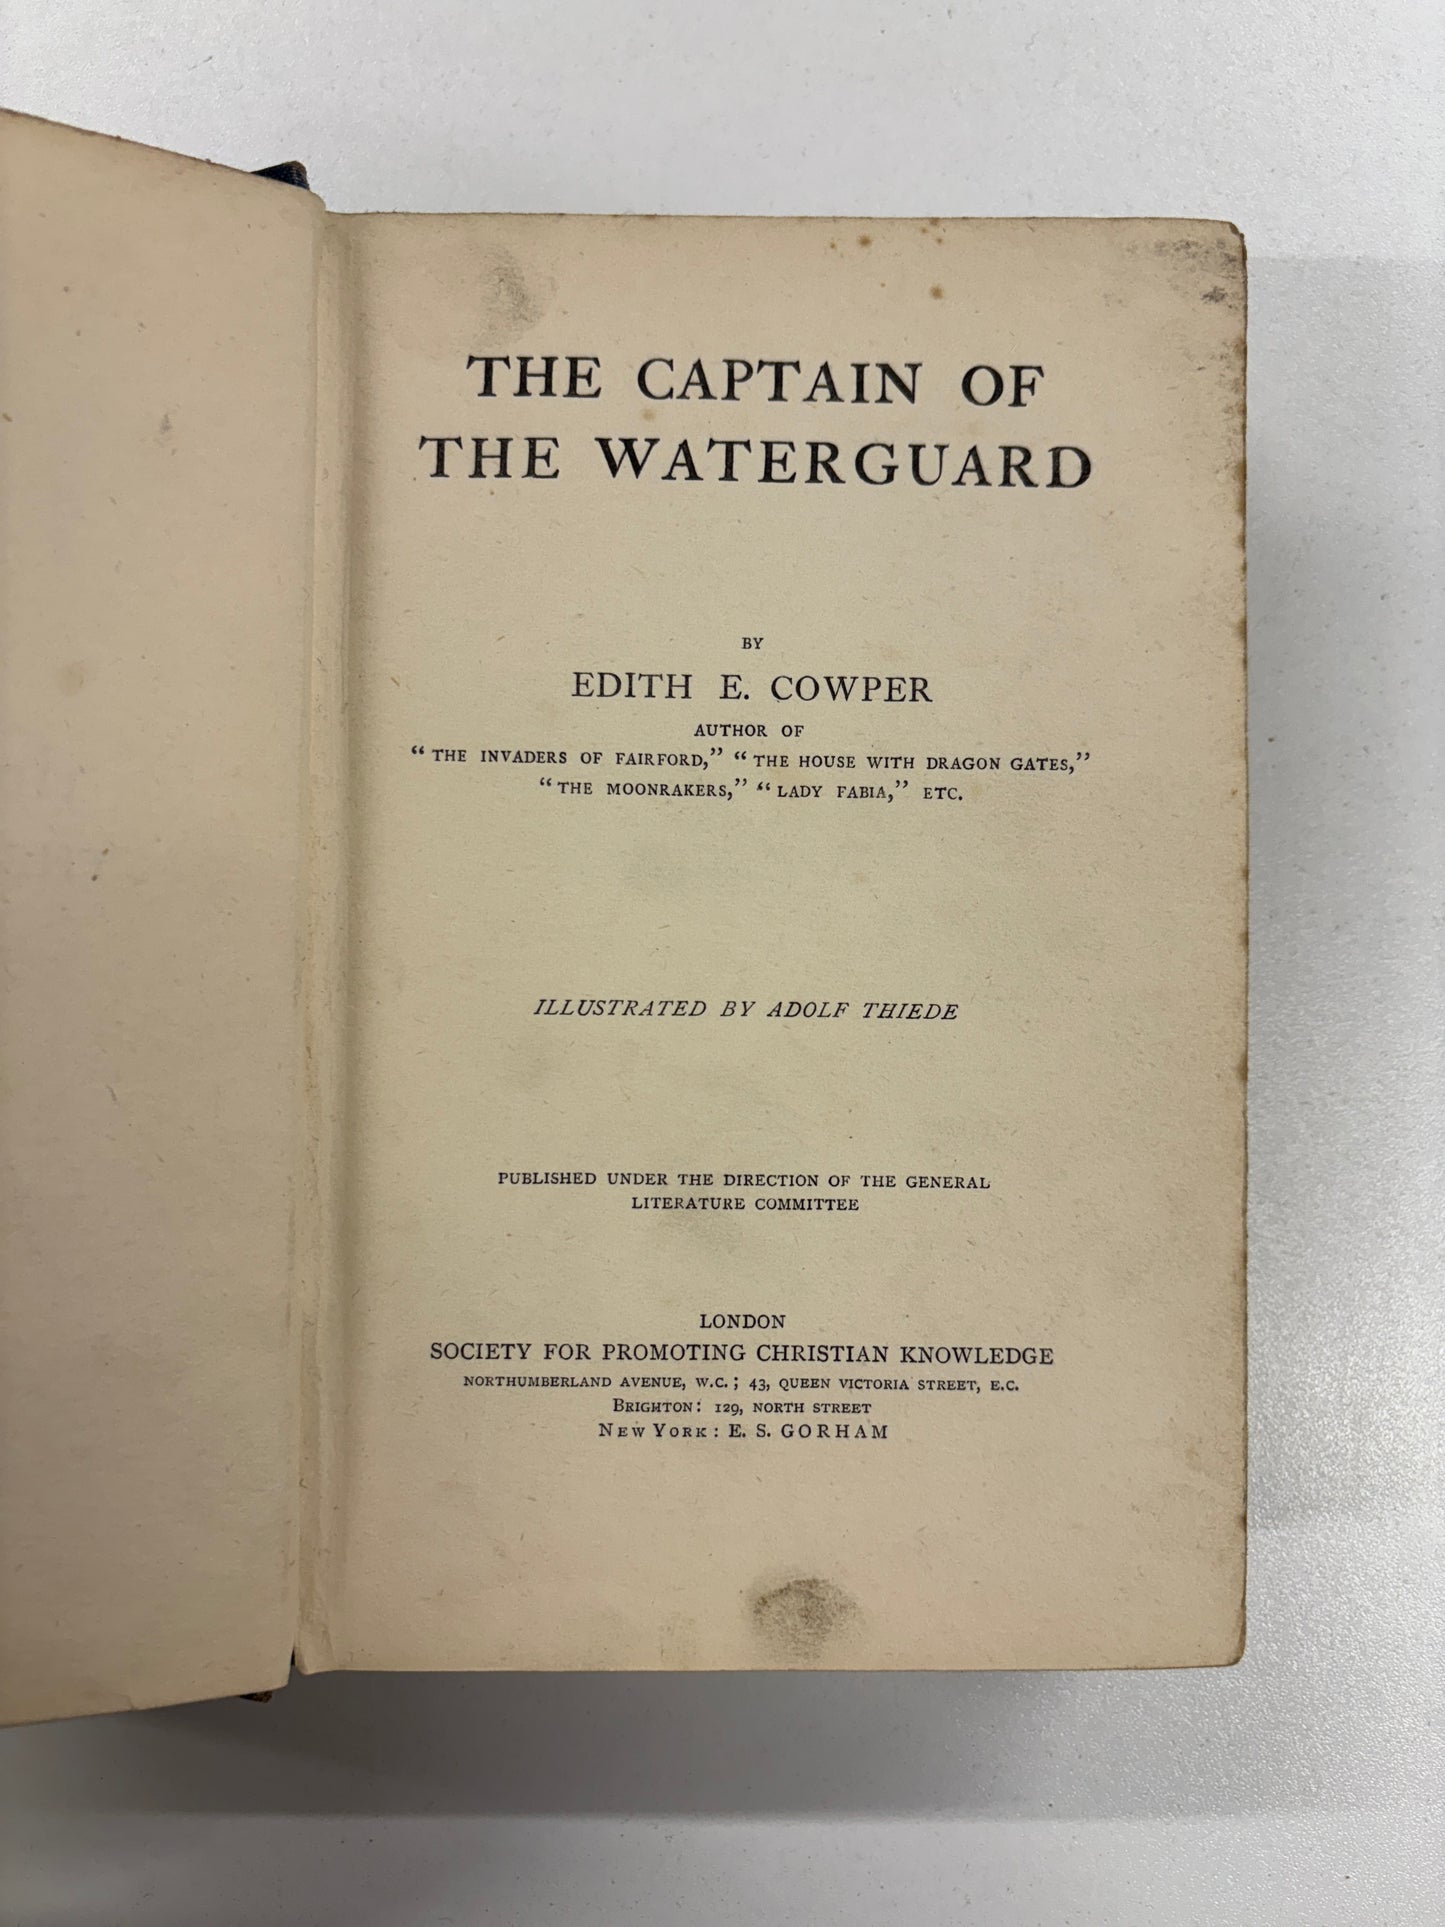 THE CAPTAIN OF
THE WATERGUARD
BY
EDITH E. COWPER
AUTHOR OF
“THE INVADERS OF FAIRFORD,” “THE HOUSE WITH DRAGON GATES,”
“THE MOONRAKERS,” “LADY FABIA,” ETC.
ILLUSTRATED BY ADOLF THIEDE
PUBLISHED UNDER THE DIRECTION OF THE GENERAL
LITERATURE COMMITTEE
LONDON
SOCIETY FOR PROMOTING CHRISTIAN KNOWLEDGE
NORTHUMBERLAND AVENUE, W.C.; 43, QUEEN VICTORIA STREET, E.C.
BRIGHTON: 129, NORTH STREET
NEW YORK: E. S. GORHAM